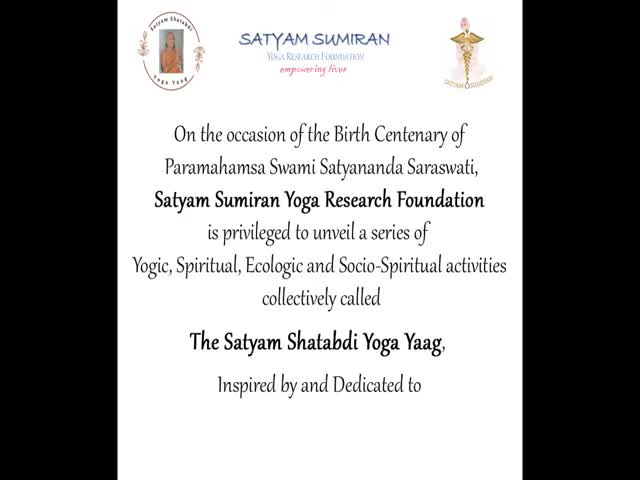 Satyam Shatabdi
Yoga Yaag
SATYAM SUMIRAN
YOGA RESEARCH FOUNDATION
empowering lives
SATYAM SUMIRAN
On the occasion of the Birth Centenary of
Paramahamsa Swami Satyananda Saraswati,
Satyam Sumiran Yoga Research Foundation
is privileged to unveil a series of
Yogic, Spiritual, Ecologic and Socio-Spiritual activities
collectively called
The Satyam Shatabdi Yoga Yaag,
Inspired by and Dedicated to